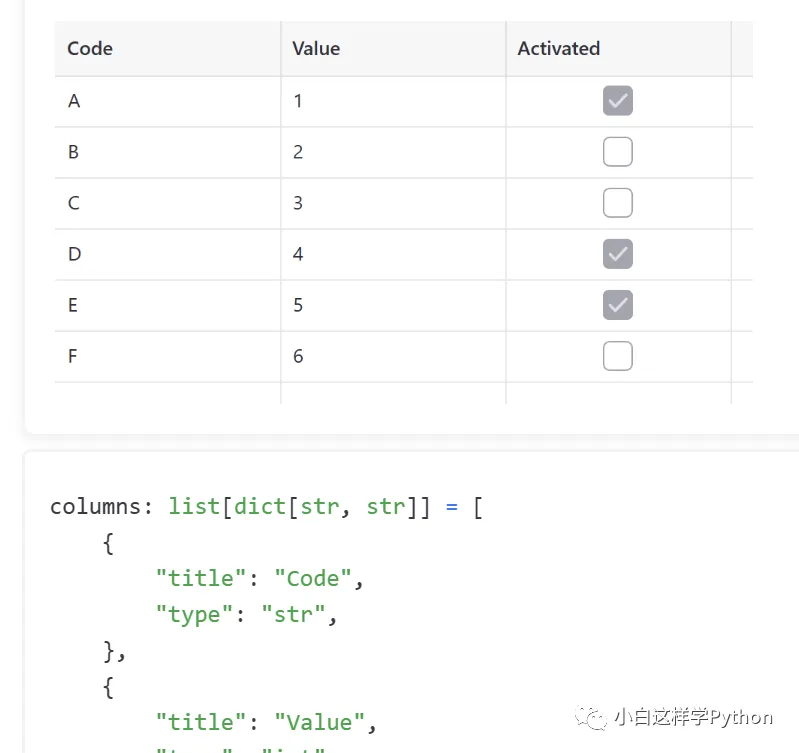 Code Value Activated
A 1
B 2
C 3
D 4
E 5
F 6
columns: list[dict[str, str]] = [
{
"title": "Code",
"type": "str",
},
{
"title": "Value",
小白这样学Python